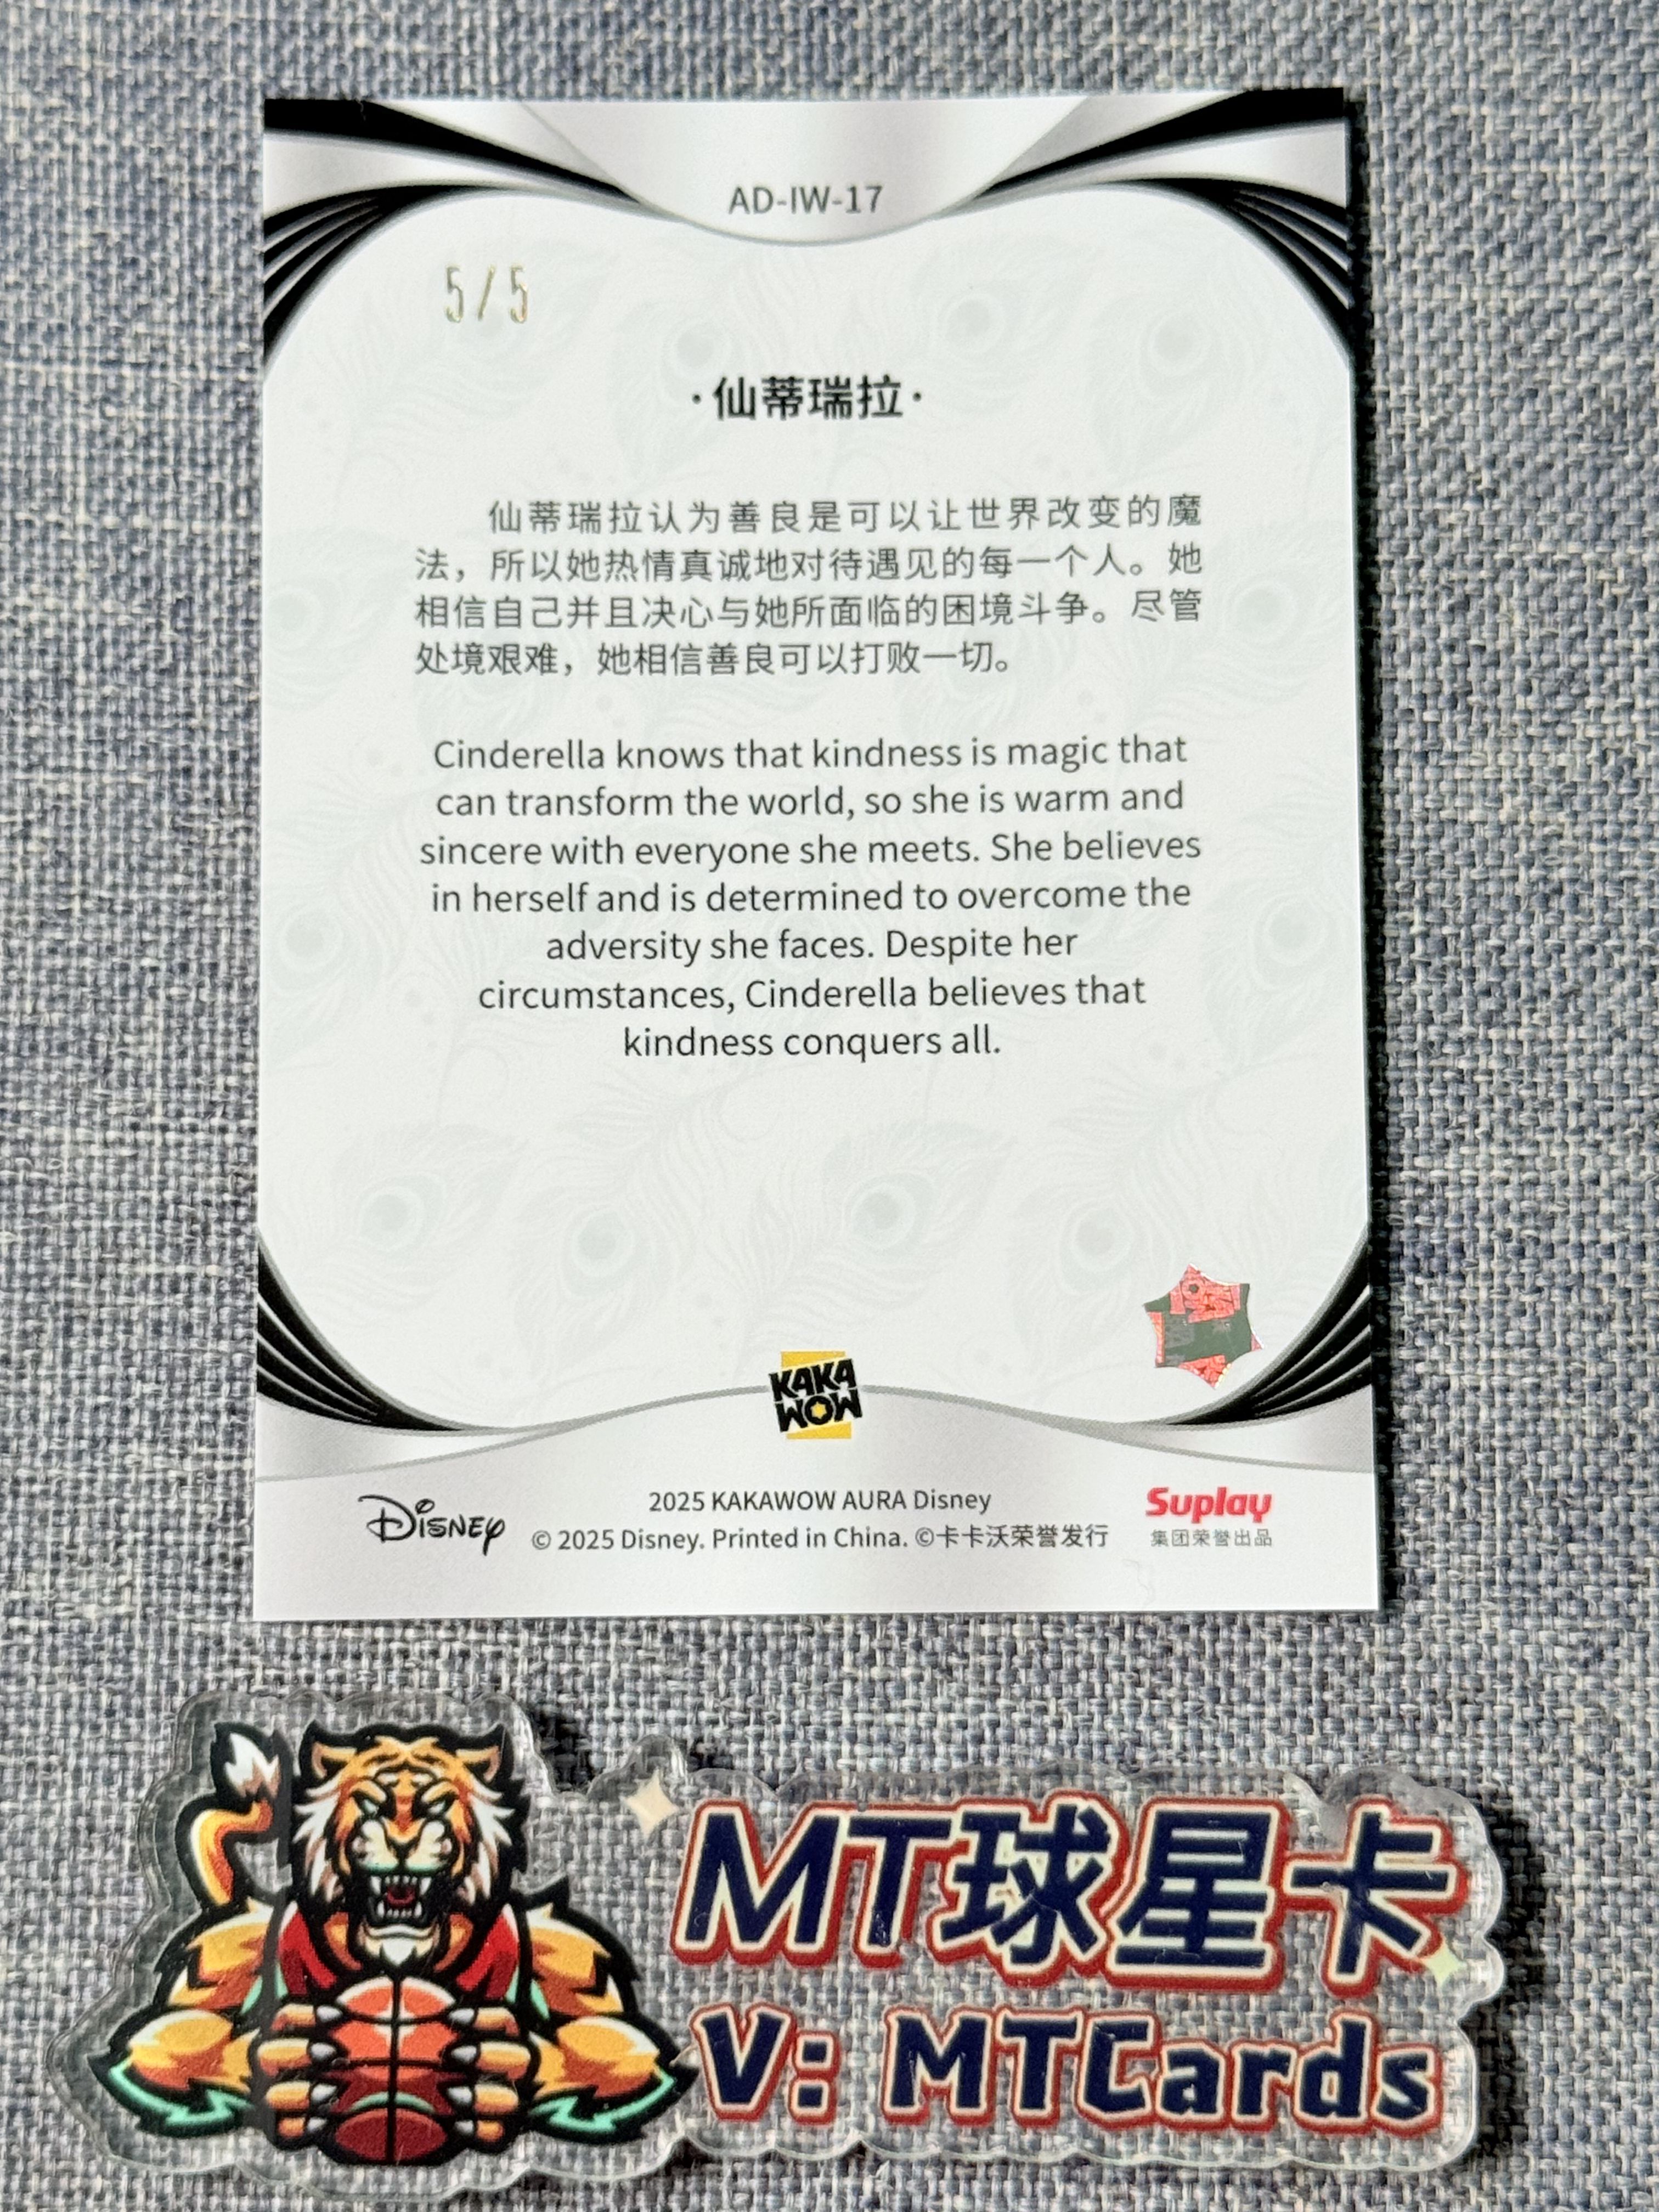 AD-IW-17
5/5
·仙蒂瑞拉·
仙蒂瑞拉认为善良是可以让世界改变的魔
法，所以她热情真诚地对待遇见的每一个人。她
相信自己并且决心与她所面临的困境斗争。尽管
处境艰难，她相信善良可以打败一切。
Cinderella knows that kindness is magic that
can transform the world, so she is warm and
sincere with everyone she meets. She believes
in herself and is determined to overcome the
adversity she faces. Despite her
circumstances, Cinderella believes that
kindness conquers all.
KAKA
WOW
Disney
2025 KAKAWOW AURA Disney
© 2025 Disney. Printed in China. ©卡卡沃荣誉发行
Suplay
集团荣誉出品
MT球星卡
V: MTCards